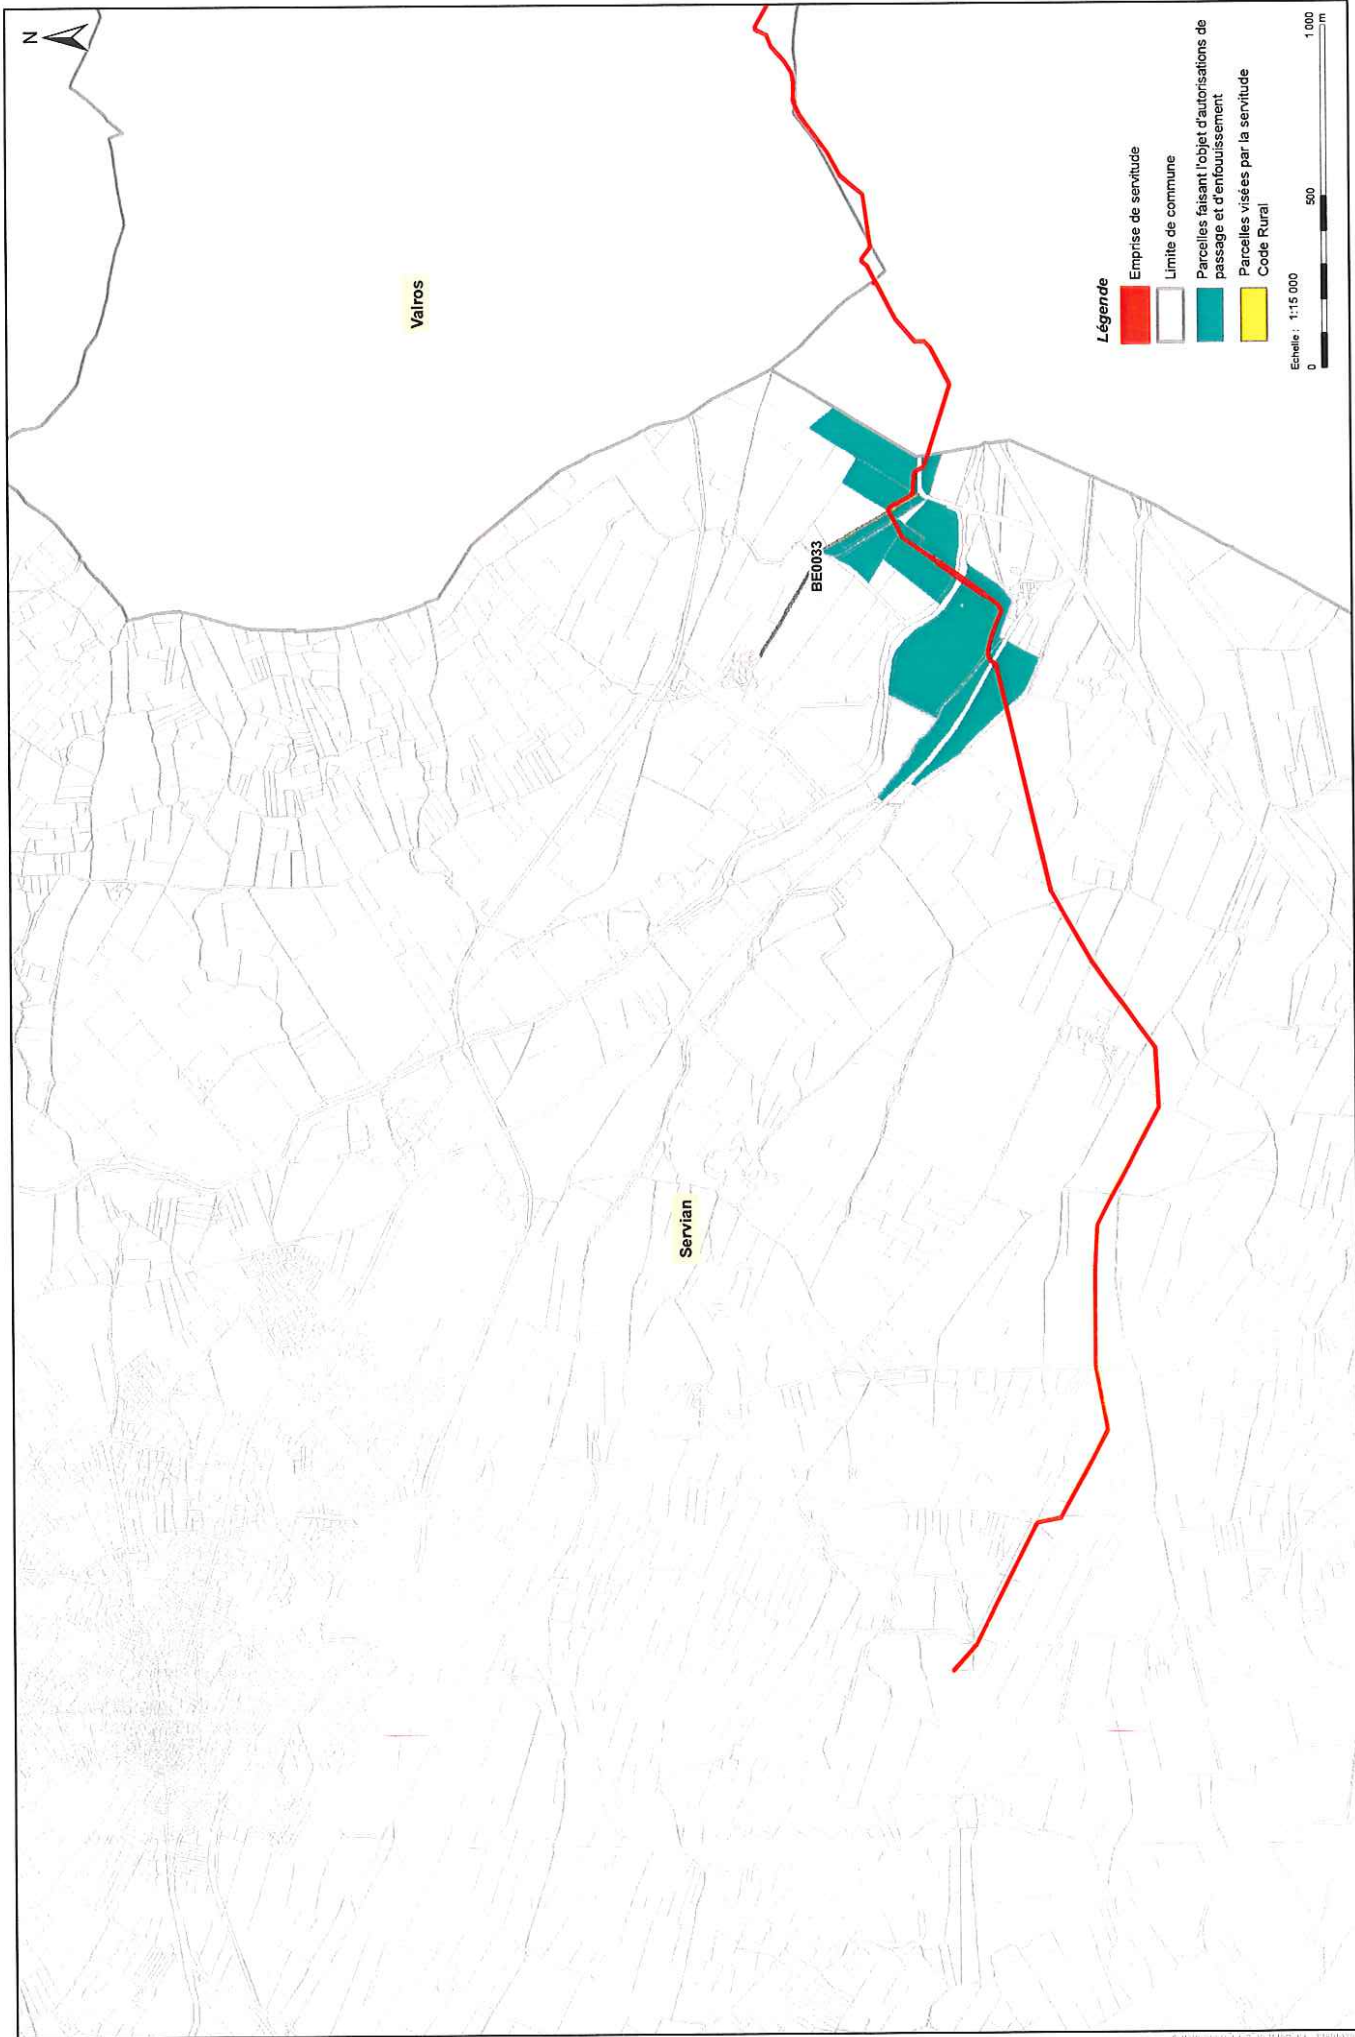 N
Valros
BE0033
Servian
Légende
Emprise de servitude
Limite de commune
Parcelles faisant l'objet d'autorisations de
passage et d'enfouuissement
Parcelles visées par la servitude
Code Rural
Echelle : 1:15 000
0 500 1 000
m